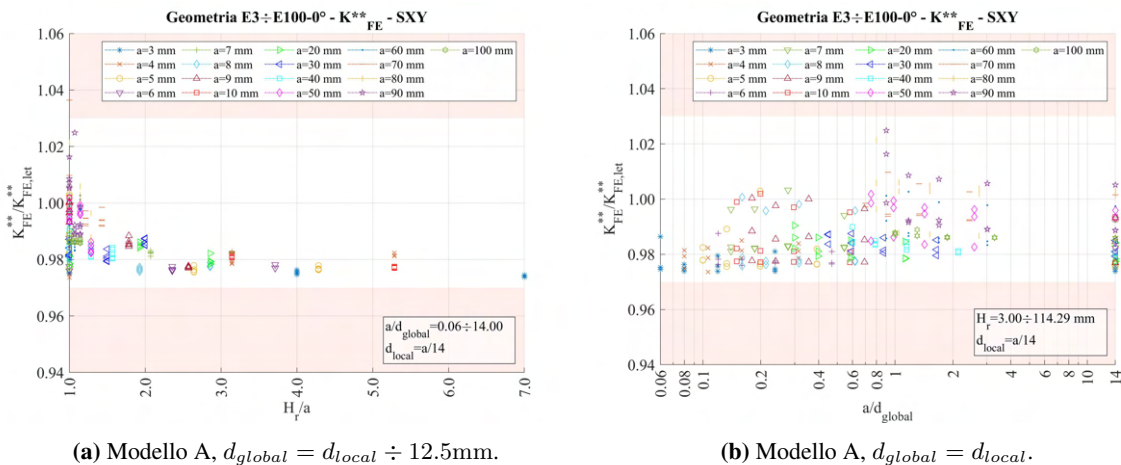 Geometria E3÷E100-0° - K**FE - SXY
1.06
1.04
1.02
1.00
0.98
0.96
0.94
K**FE/K**FE,let
a=3 mm a=7 mm a=20 mm a=60 mm a=100 mm
a=4 mm a=8 mm a=30 mm a=70 mm
a=5 mm a=9 mm a=40 mm a=80 mm
a=6 mm a=10 mm a=50 mm a=90 mm
a/dglobal=0.06÷14.00
dlocal=a/14
1.0 2.0 3.0 4.0 5.0 6.0 7.0
Hr/a
(a) Modello A, dglobal = dlocal ÷ 12.5mm.
Geometria E3÷E100-0° - K**FE - SXY
1.06
1.04
1.02
1.00
0.98
0.96
0.94
K**FE/K**FE,let
a=3 mm a=7 mm a=20 mm a=60 mm a=100 mm
a=4 mm a=8 mm a=30 mm a=70 mm
a=5 mm a=9 mm a=40 mm a=80 mm
a=6 mm a=10 mm a=50 mm a=90 mm
Hr=3.00÷114.29 mm
dlocal=a/14
0.06 0.08 0.1 0.2 0.4 0.6 0.8 1 2 4 6 8 10 14
a/dglobal
(b) Modello A, dglobal = dlocal.